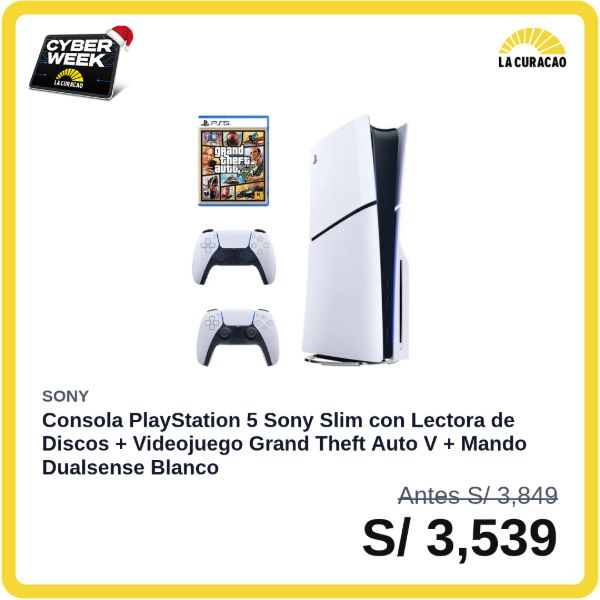 CYBER
WEEK
LA CURACAO
LA CURACAO
PS5
grand
theft
auto
SONY
Consola PlayStation 5 Sony Slim con Lectora de
Discos + Videojuego Grand Theft Auto V + Mando
Dualsense Blanco
Antes S/ 3,849
S/ 3,539